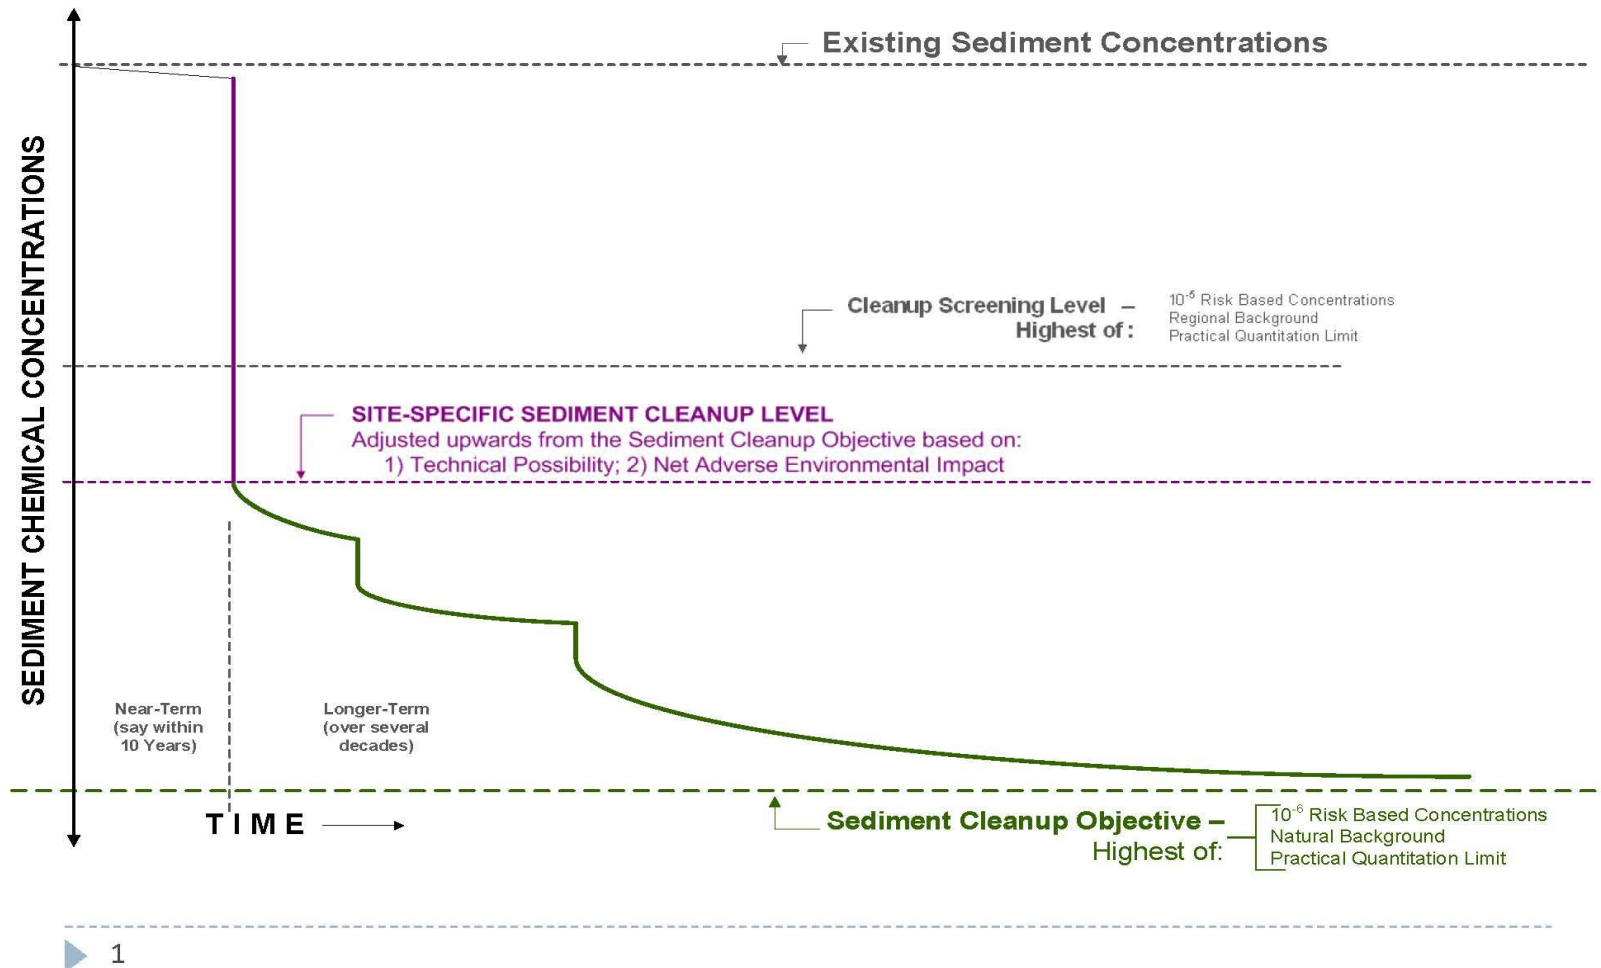 Existing Sediment Concentrations
SEDIMENT CHEMICAL CONCENTRATIONS
Cleanup Screening Level –
Highest of:
10⁻⁵ Risk Based Concentrations
Regional Background
Practical Quantitation Limit
SITE-SPECIFIC SEDIMENT CLEANUP LEVEL
Adjusted upwards from the Sediment Cleanup Objective based on:
1) Technical Possibility; 2) Net Adverse Environmental Impact
Near-Term
(say within
10 Years)
Longer-Term
(over several
decades)
TIME
Sediment Cleanup Objective –
Highest of:
10⁻⁶ Risk Based Concentrations
Natural Background
Practical Quantitation Limit
1